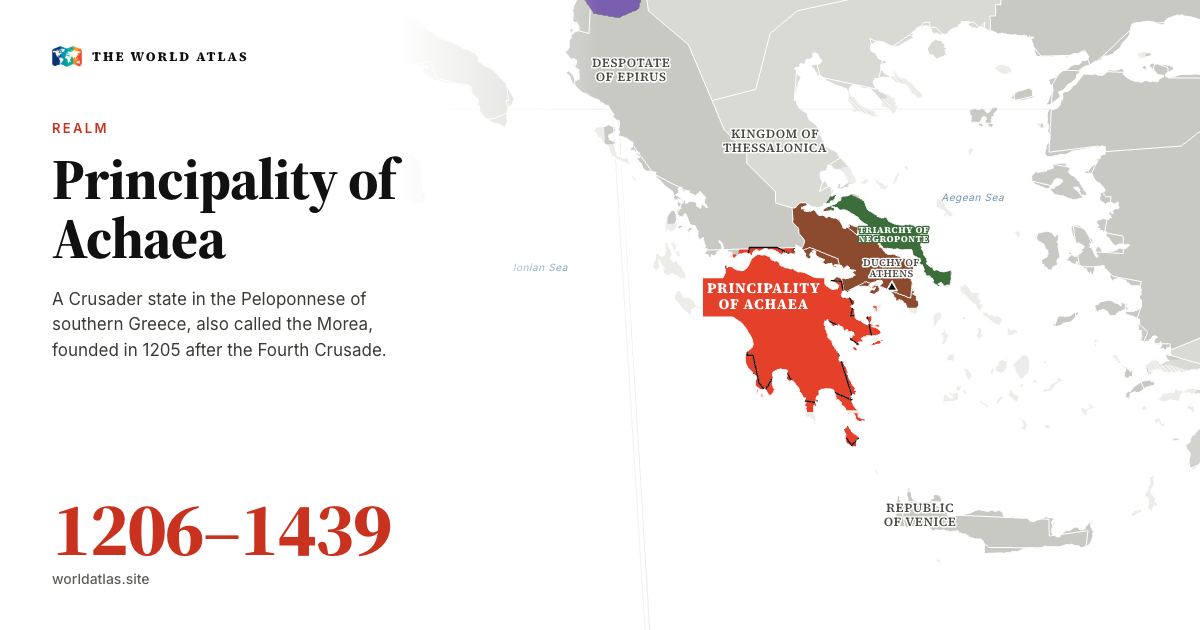 THE WORLD ATLAS
REALM
Principality of
Achaea
A Crusader state in the Peloponnese of
southern Greece, also called the Morea,
founded in 1205 after the Fourth Crusade.
1206–1439
worldatlas.site
DESPOTATE
OF EPIRUS
KINGDOM OF
THESSALONICA
Aegean Sea
TRIARCHY OF
NEGROPONTE
DUCHY OF
ATHENS
Ionian Sea
PRINCIPALITY
OF ACHAEA
REPUBLIC
OF VENICE